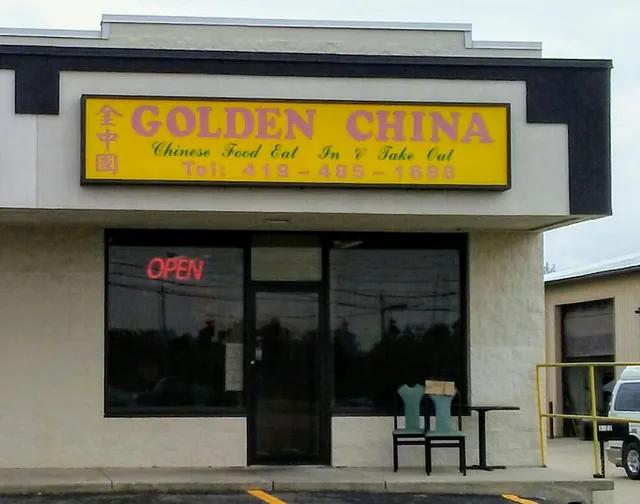 金中國
GOLDEN CHINA
Chinese Food Eat In & Take Out
Tel: 419-485-1688
OPEN